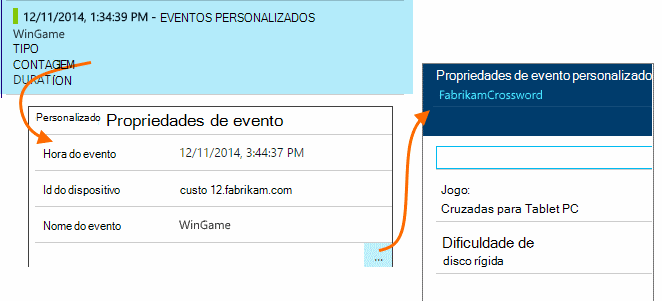 12/11/2014, 1:34:39 PM - EVENTOS PERSONALIZADOS
WinGame
TIPO
CONTAGEM
DURATION
Personalizado Propriedades de evento
Hora do evento 12/11/2014, 3:44:37 PM
Id do dispositivo custo 12.fabrikam.com
Nome do evento WinGame
...
Propriedades de evento personalizado
FabrikamCrossword
Jogo:
Cruzadas para Tablet PC
Dificuldade de
disco rígida